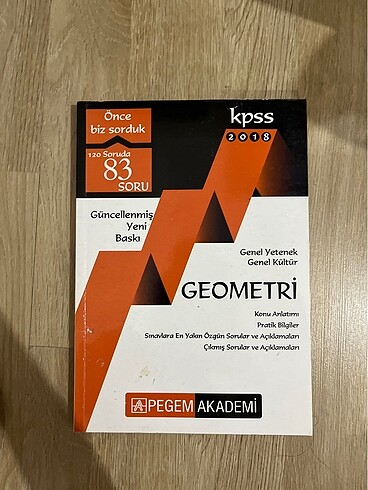 Önce
biz sorduk
120 Soruda
83
SORU
kpss
2018
Güncellenmiş
Yeni
Baskı
Genel Yetenek
Genel Kültür
GEOMETRİ
Konu Anlatımı
Pratik Bilgiler
Sınavlara En Yakın Özgün Sorular ve Açıklamaları
Çıkmış Sorular ve Açıklamaları
PEGEM AKADEMİ